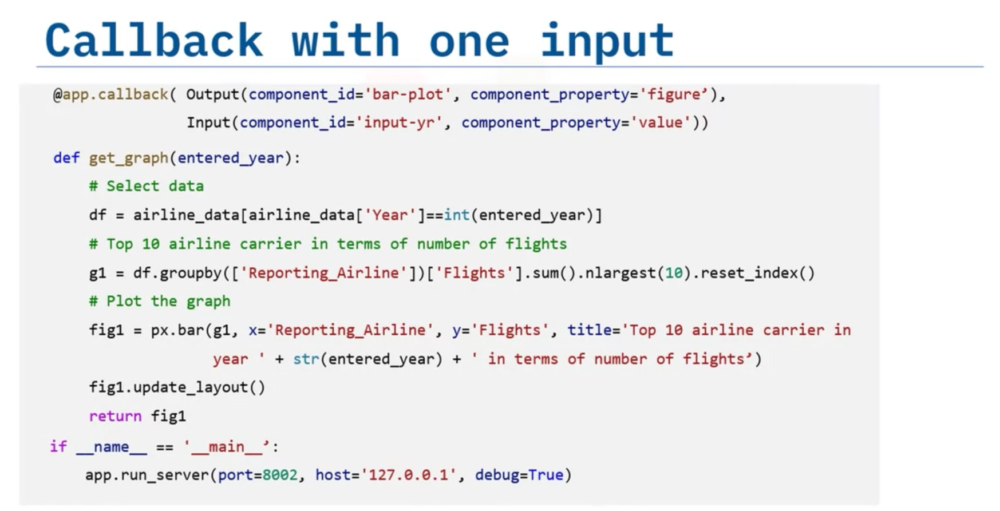 Callback with one input
@app.callback( Output(component_id='bar-plot', component_property='figure’),
Input(component_id='input-yr', component_property='value'))
def get_graph(entered_year):
# Select data
df = airline_data[airline_data['Year']==int(entered_year)]
# Top 10 airline carrier in terms of number of flights
g1 = df.groupby(['Reporting_Airline'])['Flights'].sum().nlargest(10).reset_index()
# Plot the graph
fig1 = px.bar(g1, x='Reporting_Airline', y='Flights', title='Top 10 airline carrier in
year ' + str(entered_year) + ' in terms of number of flights’)
fig1.update_layout()
return fig1
if __name__ == '__main__’:
app.run_server(port=8002, host='127.0.0.1', debug=True)